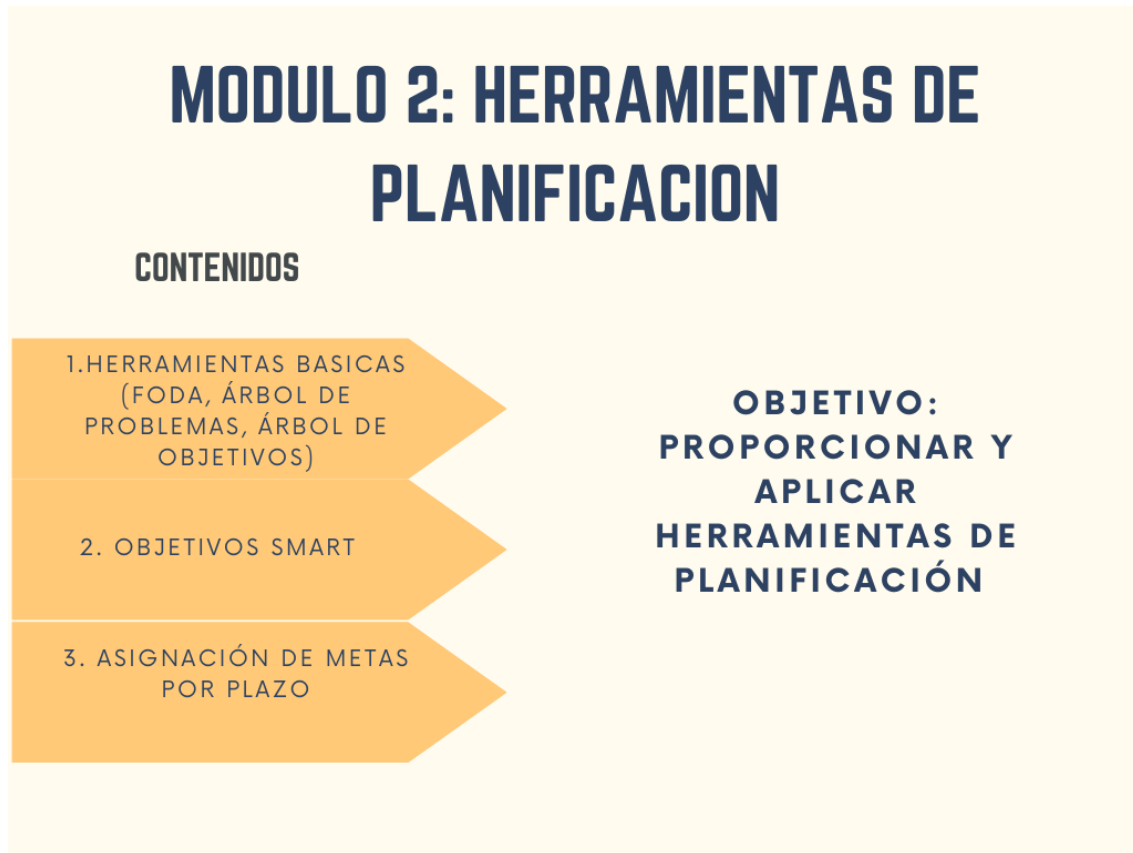 MODULO 2: HERRAMIENTAS DE
PLANIFICACION
CONTENIDOS
1.HERRAMIENTAS BASICAS
(FODA, ÁRBOL DE
PROBLEMAS, ÁRBOL DE
OBJETIVOS)
2. OBJETIVOS SMART
3. ASIGNACIÓN DE METAS
POR PLAZO
OBJETIVO:
PROPORCIONAR Y
APLICAR
HERRAMIENTAS DE
PLANIFICACIÓN